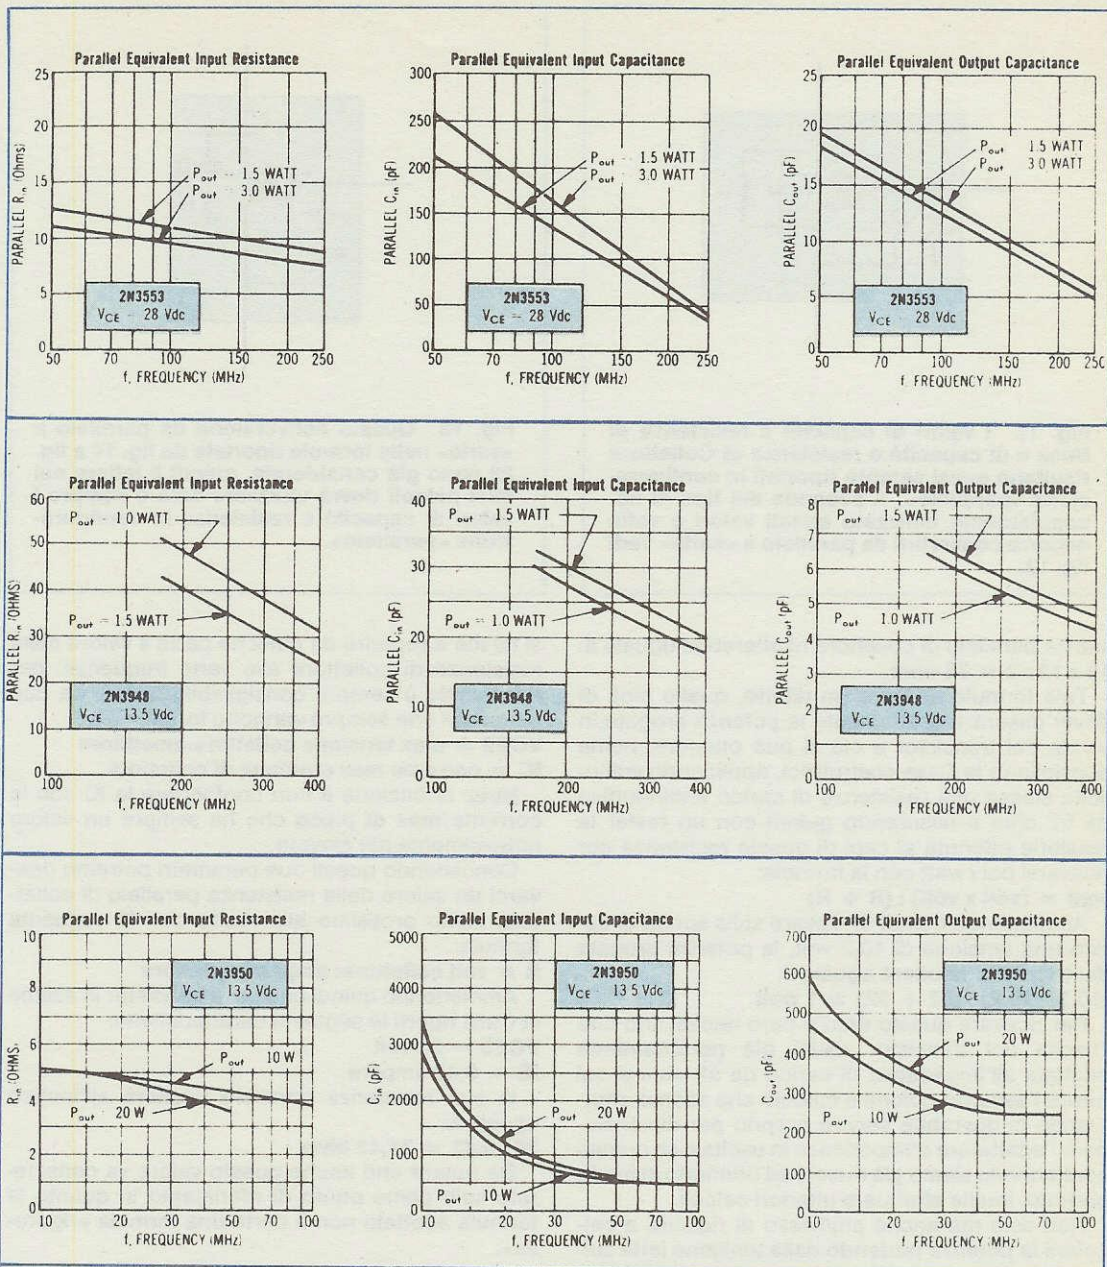 Parallel Equivalent Input Resistance
PARALLEL Rin (Ohms)
25
20
15
10
5
0
Pout = 1.5 WATT
Pout = 3.0 WATT
2N3553
VCE = 28 Vdc
50 70 100 150 200 250
f, FREQUENCY (MHz)
Parallel Equivalent Input Capacitance
PARALLEL Cin (pF)
300
250
200
150
100
50
0
Pout = 1.5 WATT
Pout = 3.0 WATT
2N3553
VCE = 28 Vdc
50 70 100 150 200 250
f, FREQUENCY (MHz)
Parallel Equivalent Output Capacitance
PARALLEL Cout (pF)
25
20
15
10
5
0
Pout 1.5 WATT
Pout = 3.0 WATT
2N3553
VCE = 28 Vdc
50 70 100 150 200 250
f, FREQUENCY (MHz)
Parallel Equivalent Input Resistance
PARALLEL Rin (OHMS)
60
50
40
30
20
10
0
Pout 1.0 WATT
Pout = 1.5 WATT
2N3948
VCE 13.5 Vdc
100 200 300 400
f, FREQUENCY (MHz)
Parallel Equivalent Input Capacitance
PARALLEL Cin (pF)
40
30
20
10
0
Pout 1.5 WATT
Pout = 1.0 WATT
2N3948
VCE 13.5 Vdc
100 200 300 400
f, FREQUENCY (MHz)
Parallel Equivalent Output Capacitance
PARALLEL Cout (pF)
8
7
6
5
4
3
2
1
0
Pout 1.5 WATT
Pout 1.0 WATT
2N3948
VCE 13.5 Vdc
100 200 300 400
f, FREQUENCY (MHz)
Parallel Equivalent Input Resistance
Rin (OHMS)
10
8
6
4
2
0
2N3950
VCE 13.5 Vdc
Pout 10 W
Pout 20 W
10 20 30 50 70 100
f, FREQUENCY (MHz)
Parallel Equivalent Input Capacitance
Cin (pF)
5000
4000
3000
2000
1000
0
2N3950
VCE 13.5 Vdc
Pout 20 W
Pout 10 W
10 20 30 50 70 100
f, FREQUENCY (MHz)
Parallel Equivalent Output Capacitance
Cout (pF)
700
600
500
400
300
200
100
0
2N3950
VCE 13.5 Vdc
Pout 20 W
Pout 10 W
10 20 30 50 70 100
f, FREQUENCY (MHz)